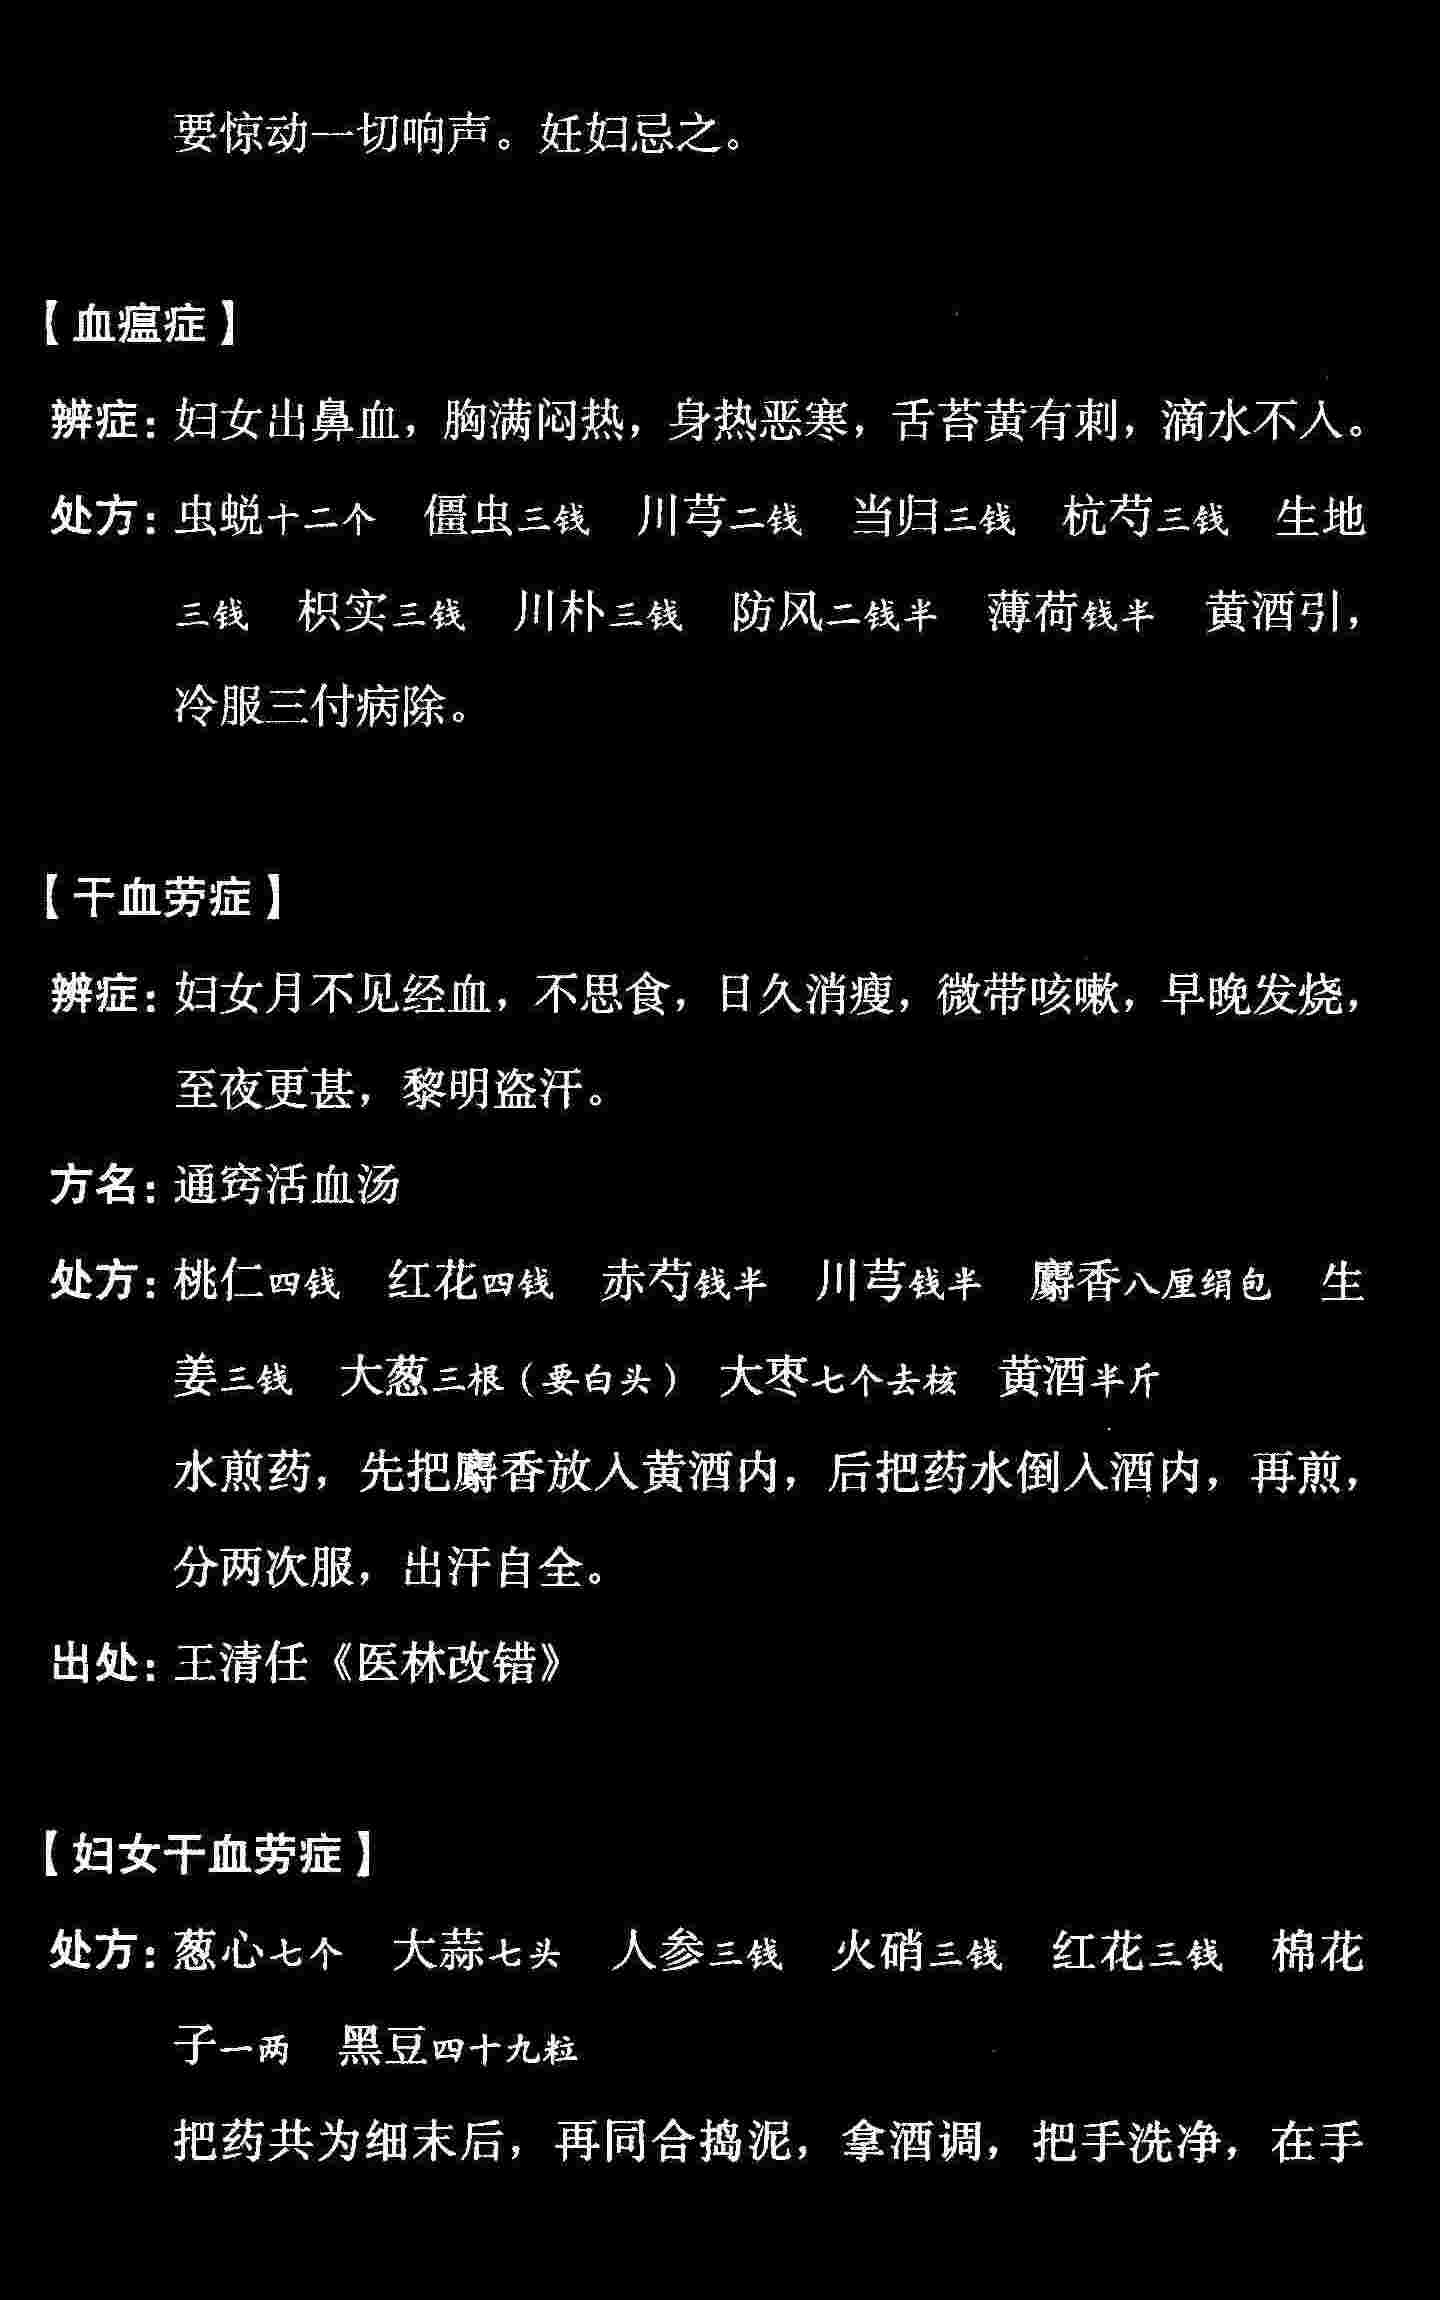 要惊动一切响声。妊妇忌之。
【血瘟症】
辨症：妇女出鼻血，胸满闷热，身热恶寒，舌苔黄有刺，滴水不入。
处方：虫蜕十二个 僵虫三钱 川芎二钱 当归三钱 杭芍三钱 生地
三钱 枳实三钱 川朴三钱 防风二钱半 薄荷钱半 黄酒引，
冷服三付病除。
【干血劳症】
辨症：妇女月不见经血，不思食，日久消瘦，微带咳嗽，早晚发烧，
至夜更甚，黎明盗汗。
方名：通窍活血汤
处方：桃仁四钱 红花四钱 赤芍钱半 川芎钱半 麝香八厘绢包 生
姜三钱 大葱三根（要白头） 大枣七个去核 黄酒半斤
水煎药，先把麝香放入黄酒内，后把药水倒入酒内，再煎，
分两次服，出汗自全。
出处：王清任《医林改错》
【妇女干血劳症】
处方：葱心七个 大蒜七头 人参三钱 火硝三钱 红花三钱 棉花
子一两 黑豆四十九粒
把药共为细末后，再同合捣泥，拿酒调，把手洗净，在手